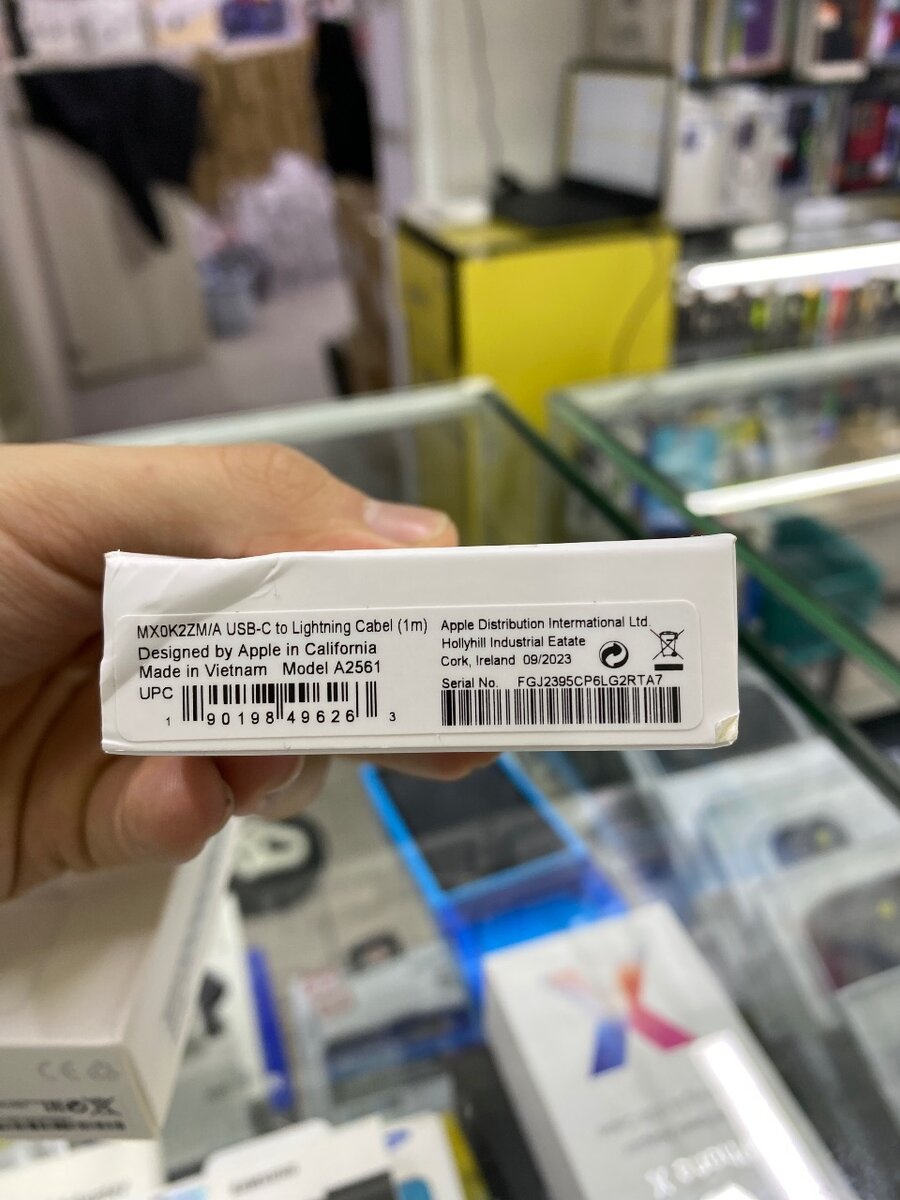 MX0K2ZM/A USB-C to Lightning Cabel (1m)
Designed by Apple in California
Made in Vietnam Model A2561
UPC
1 90198 49626 3
Apple Distribution International Ltd.
Hollyhill Industrial Eatate
Cork, Ireland 09/2023
Serial No. FGJ2395CP6LG2RTA7
CE
X